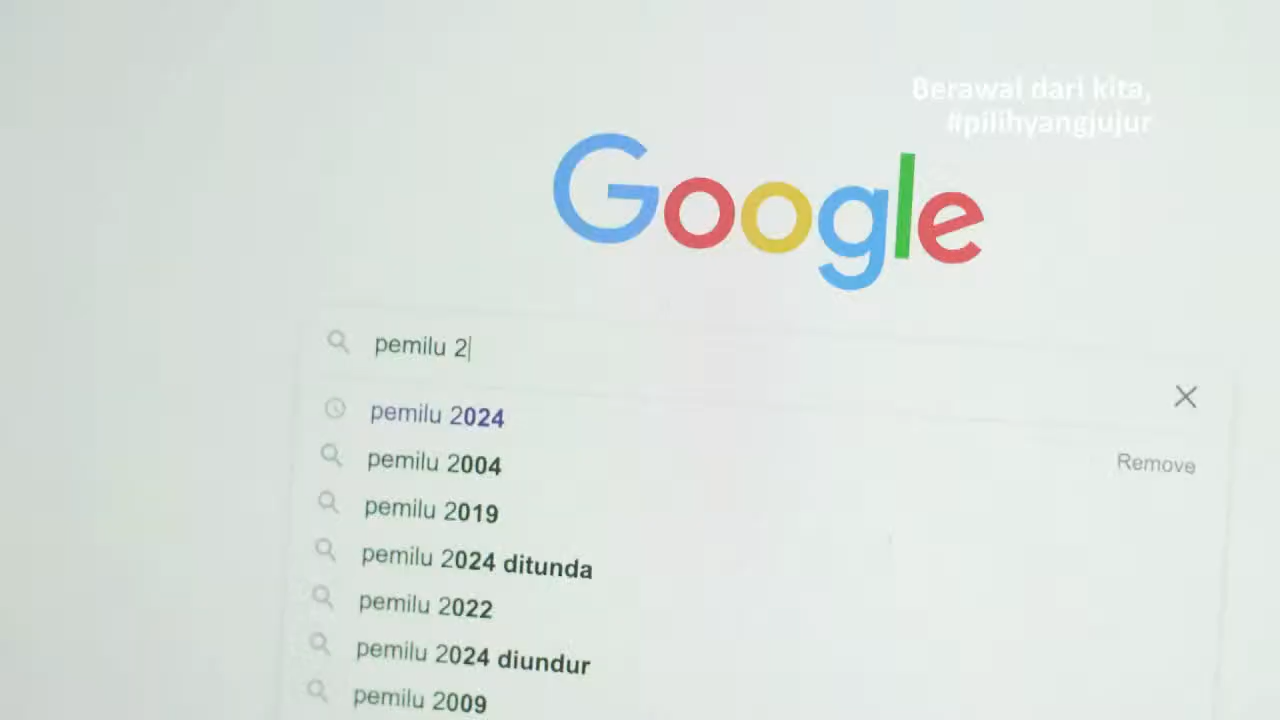 Berawal dari kita,
#pilihyangjujur
Google
pemilu 2
pemilu 2024
Remove
pemilu 2004
pemilu 2019
pemilu 2024 ditunda
pemilu 2022
pemilu 2024 diundur
pemilu 2009